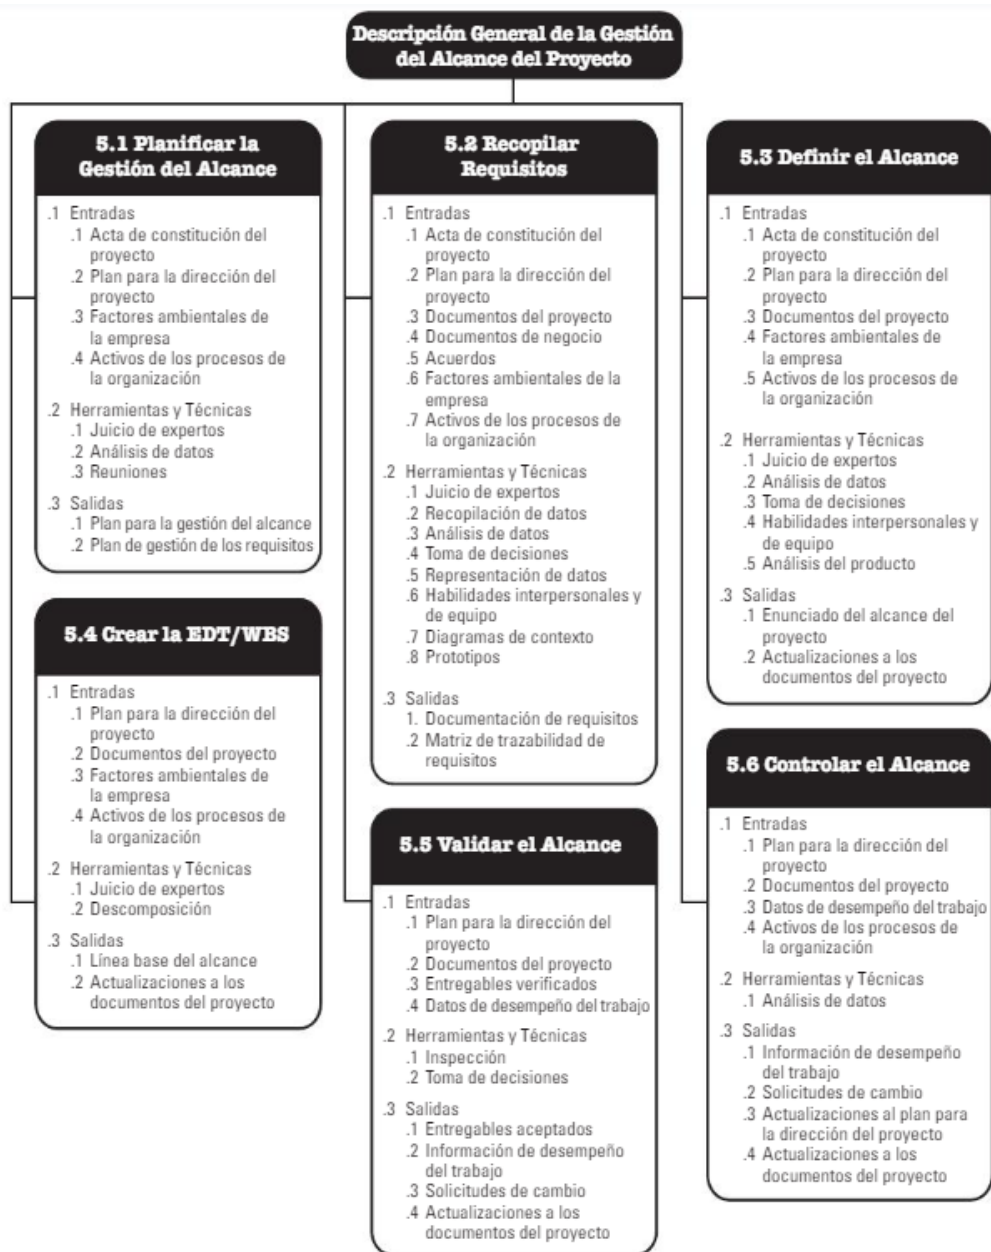 Descripción General de la Gestión
del Alcance del Proyecto
5.1 Planificar la
Gestión del Alcance
.1 Entradas
.1 Acta de constitución del
proyecto
.2 Plan para la dirección del
proyecto
.3 Factores ambientales de
la empresa
.4 Activos de los procesos de
la organización
.2 Herramientas y Técnicas
.1 Juicio de expertos
.2 Análisis de datos
.3 Reuniones
.3 Salidas
.1 Plan para la gestión del alcance
.2 Plan de gestión de los requisitos
5.2 Recopilar
Requisitos
.1 Entradas
.1 Acta de constitución del
proyecto
.2 Plan para la dirección del
proyecto
.3 Documentos del proyecto
.4 Documentos de negocio
.5 Acuerdos
.6 Factores ambientales de la
empresa
.7 Activos de los procesos de
la organización
.2 Herramientas y Técnicas
.1 Juicio de expertos
.2 Recopilación de datos
.3 Análisis de datos
.4 Toma de decisiones
.5 Representación de datos
.6 Habilidades interpersonales y
de equipo
.7 Diagramas de contexto
.8 Prototipos
.3 Salidas
1. Documentación de requisitos
.2 Matriz de trazabilidad de
requisitos
5.3 Definir el Alcance
.1 Entradas
.1 Acta de constitución del
proyecto
.2 Plan para la dirección del
proyecto
.3 Documentos del proyecto
.4 Factores ambientales de
la empresa
.5 Activos de los procesos de
la organización
.2 Herramientas y Técnicas
.1 Juicio de expertos
.2 Análisis de datos
.3 Toma de decisiones
.4 Habilidades interpersonales y
de equipo
.5 Análisis del producto
.3 Salidas
.1 Enunciado del alcance del
proyecto
.2 Actualizaciones a los
documentos del proyecto
5.4 Crear la EDT/WBS
.1 Entradas
.1 Plan para la dirección del
proyecto
.2 Documentos del proyecto
.3 Factores ambientales de
la empresa
.4 Activos de los procesos de
la organización
.2 Herramientas y Técnicas
.1 Juicio de expertos
.2 Descomposición
.3 Salidas
.1 Línea base del alcance
.2 Actualizaciones a los
documentos del proyecto
5.5 Validar el Alcance
.1 Entradas
.1 Plan para la dirección del
proyecto
.2 Documentos del proyecto
.3 Entregables verificados
.4 Datos de desempeño del trabajo
.2 Herramientas y Técnicas
.1 Inspección
.2 Toma de decisiones
.3 Salidas
.1 Entregables aceptados
.2 Información de desempeño
del trabajo
.3 Solicitudes de cambio
.4 Actualizaciones a los
documentos del proyecto
5.6 Controlar el Alcance
.1 Entradas
.1 Plan para la dirección del
proyecto
.2 Documentos del proyecto
.3 Datos de desempeño del trabajo
.4 Activos de los procesos de
la organización
.2 Herramientas y Técnicas
.1 Análisis de datos
.3 Salidas
.1 Información de desempeño
del trabajo
.2 Solicitudes de cambio
.3 Actualizaciones al plan para
la dirección del proyecto
.4 Actualizaciones a los
documentos del proyecto